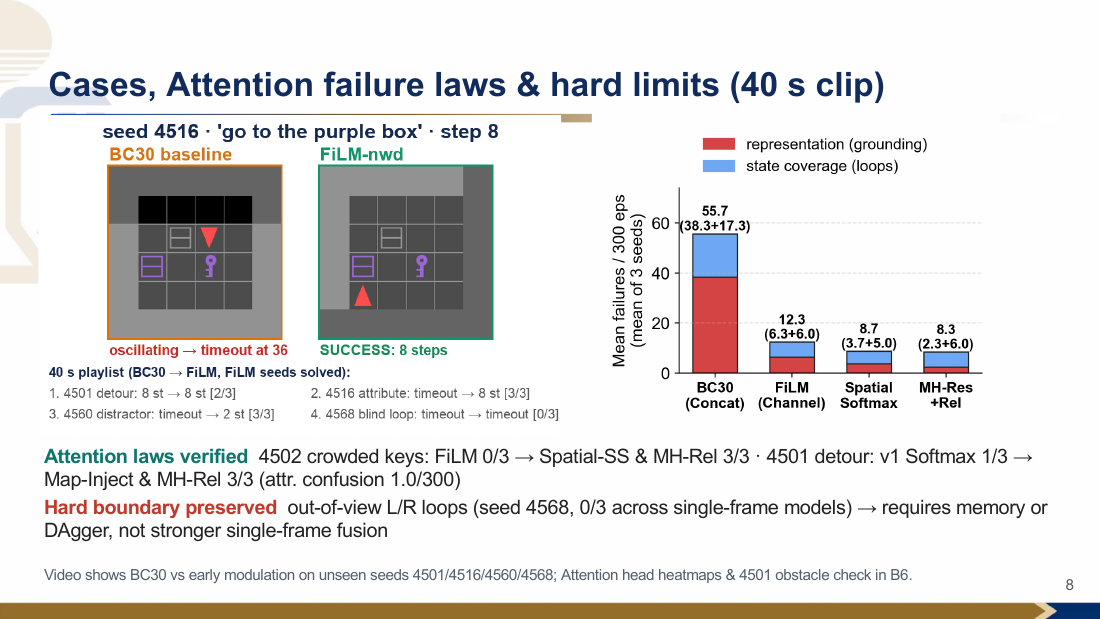 Cases, Attention failure laws & hard limits (40 s clip)
seed 4516 · 'go to the purple box' · step 8
BC30 baseline
FiLM-nwd
oscillating → timeout at 36
SUCCESS: 8 steps
40 s playlist (BC30 → FiLM, FiLM seeds solved):
1. 4501 detour: 8 st → 8 st [2/3]
2. 4516 attribute: timeout → 8 st [3/3]
3. 4560 distractor: timeout → 2 st [3/3]
4. 4568 blind loop: timeout → timeout [0/3]
representation (grounding)
state coverage (loops)
Mean failures / 300 eps
(mean of 3 seeds)
60
40
20
0
55.7
(38.3+17.3)
12.3
(6.3+6.0)
8.7
(3.7+5.0)
8.3
(2.3+6.0)
BC30
(Concat)
FiLM
(Channel)
Spatial
Softmax
MH-Res
+Rel
Attention laws verified 4502 crowded keys: FiLM 0/3 → Spatial-SS & MH-Rel 3/3 · 4501 detour: v1 Softmax 1/3 →
Map-Inject & MH-Rel 3/3 (attr. confusion 1.0/300)
Hard boundary preserved out-of-view L/R loops (seed 4568, 0/3 across single-frame models) → requires memory or
DAgger, not stronger single-frame fusion
Video shows BC30 vs early modulation on unseen seeds 4501/4516/4560/4568; Attention head heatmaps & 4501 obstacle check in B6.
8